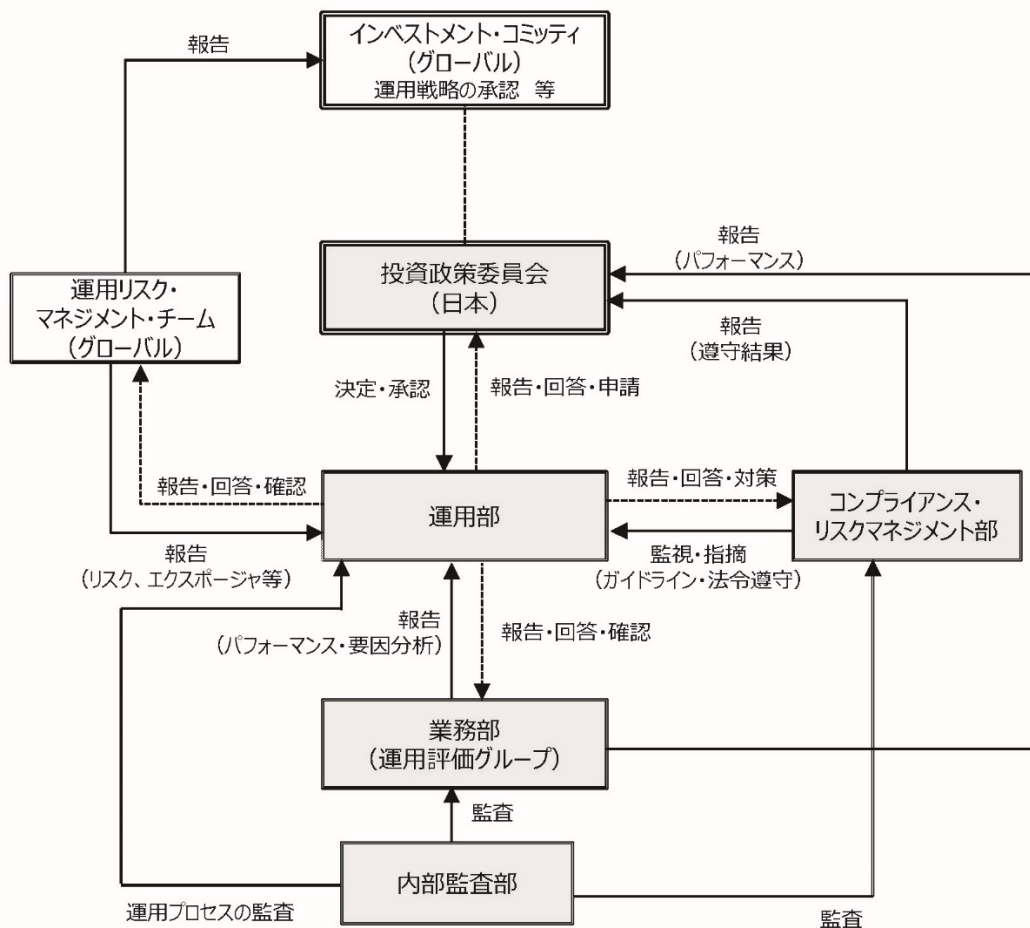 報告
インベストメント・コミッティ
(グローバル)
運用戦略の承認 等
報告
(パフォーマンス)
投資政策委員会
(日本)
運用リスク・
マネジメント・チーム
(グローバル)
報告
(遵守結果)
決定・承認
報告・回答・申請
報告・回答・確認
運用部
報告・回答・対策
コンプライアンス・
リスクマネジメント部
報告
(リスク、エクスポージャ等)
監視・指摘
(ガイドライン・法令遵守)
報告
(パフォーマンス・要因分析)
報告・回答・確認
業務部
(運用評価グループ)
監査
内部監査部
運用プロセスの監査
監査